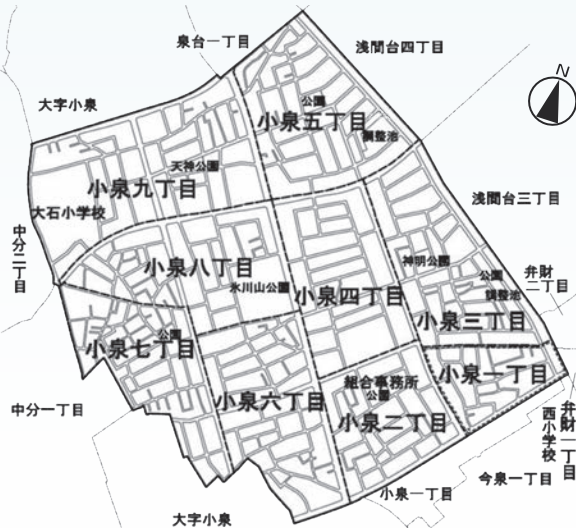 泉台一丁目
浅間台四丁目
N
大字小泉
公園
小泉五丁目
調整池
天神公園
小泉九丁目
大石小学校
浅間台三丁目
中分二丁目
小泉八丁目
神明公園
氷川山公園
小泉四丁目
公園
調整池
弁財
二丁目
小泉三丁目
公園
小泉七丁目
小泉一丁目
組合事務所
公園
小泉六丁目
小泉二丁目
中分一丁目
弁財一丁目
西小学校
今泉一丁目
小泉一丁目
大字小泉